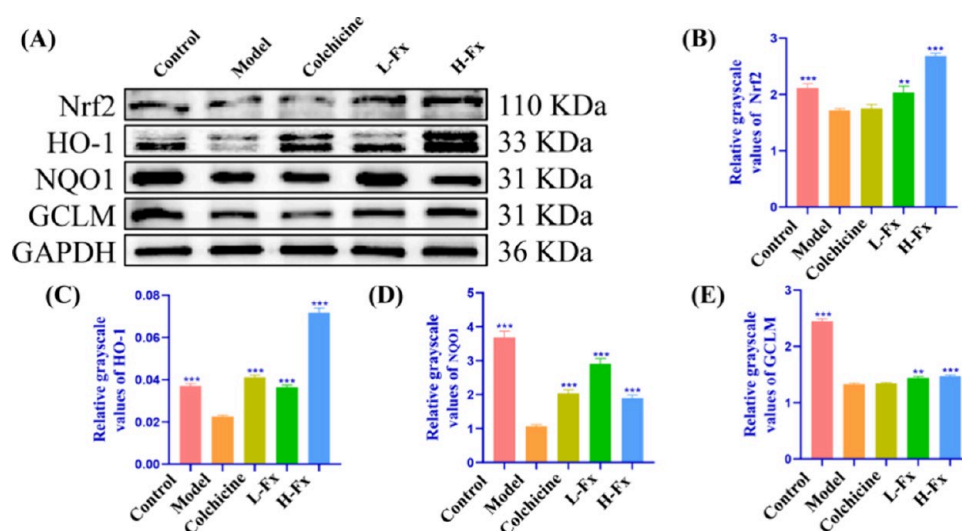 (A)
Control
Model
Colchicine
L-Fx
H-Fx
Nrf2
110 KDa
HO-1
33 KDa
NQO1
31 KDa
GCLM
31 KDa
GAPDH
36 KDa
(B)
Relative grayscale
values of Nrf2
3
2
1
0
***
**
***
Control
Model
Colchicine
L-Fx
H-Fx
(C)
Relative grayscale
values of HO-1
0.08
0.06
0.04
0.02
0.00
***
***
***
***
Control
Model
Colchicine
L-Fx
H-Fx
(D)
Relative grayscale
values of NQO1
5
4
3
2
1
0
***
***
***
***
Control
Model
Colchicine
L-Fx
H-Fx
(E)
Relative grayscale
values of GCLM
3
2
1
0
***
**
***
Control
Model
Colchicine
L-Fx
H-Fx